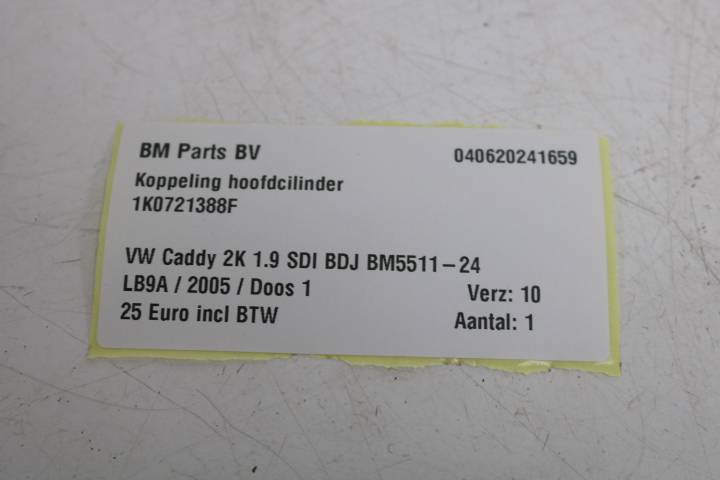 BM Parts BV 040620241659
Koppeling hoofdcilinder
1K0721388F
VW Caddy 2K 1.9 SDI BDJ BM5511-24
LB9A / 2005 / Doos 1 Verz: 10
25 Euro incl BTW Aantal: 1